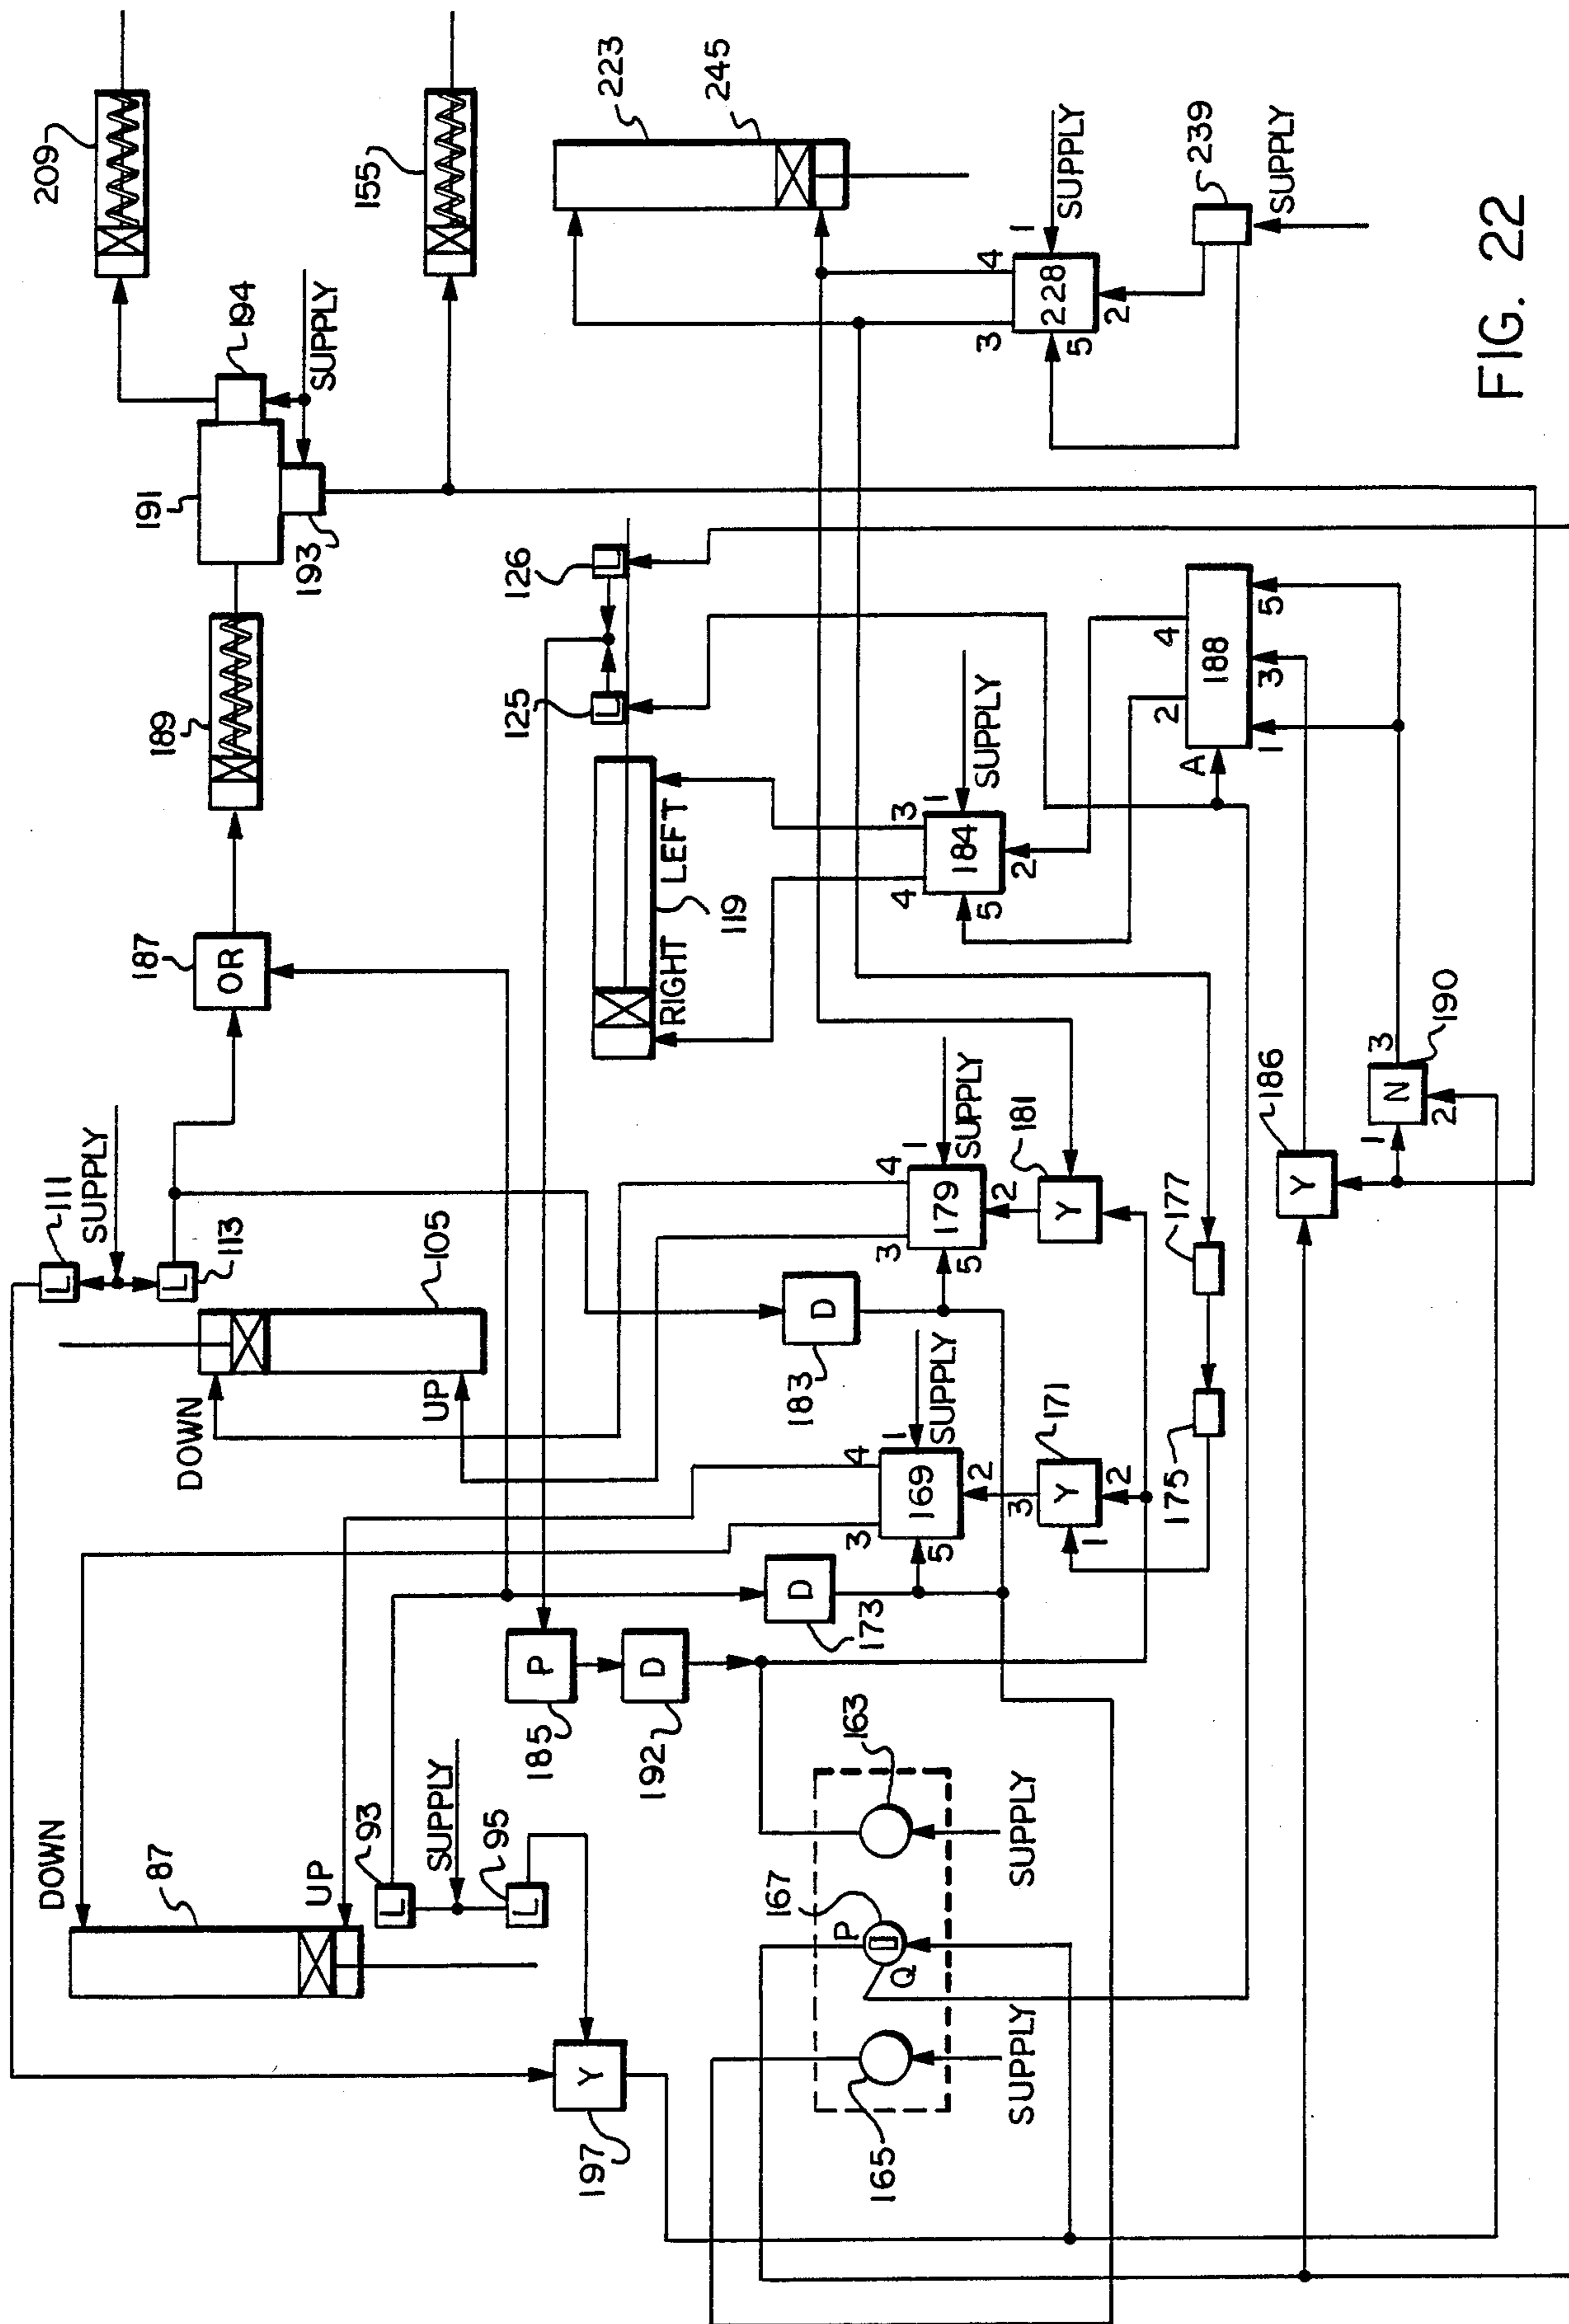 209
155
223
245
SUPPLY
1
4
228
3
5
2
239
SUPPLY
194
SUPPLY
191
193
189
187
OR
126
L
125
L
RIGHT
LEFT
119
SUPPLY
1
3
184
4
5
2
A
2
4
188
1
3
5
111
L
SUPPLY
113
L
105
DOWN
UP
183
D
SUPPLY
1
4
179
3
5
2
181
Y
177
175
186
Y
190
N
1
2
3
DOWN
87
UP
93
L
SUPPLY
95
L
185
P
192
D
173
D
SUPPLY
1
4
169
3
5
2
171
3
Y
1
2
197
Y
165
167
P
Q
163
SUPPLY
SUPPLY
FIG. 22